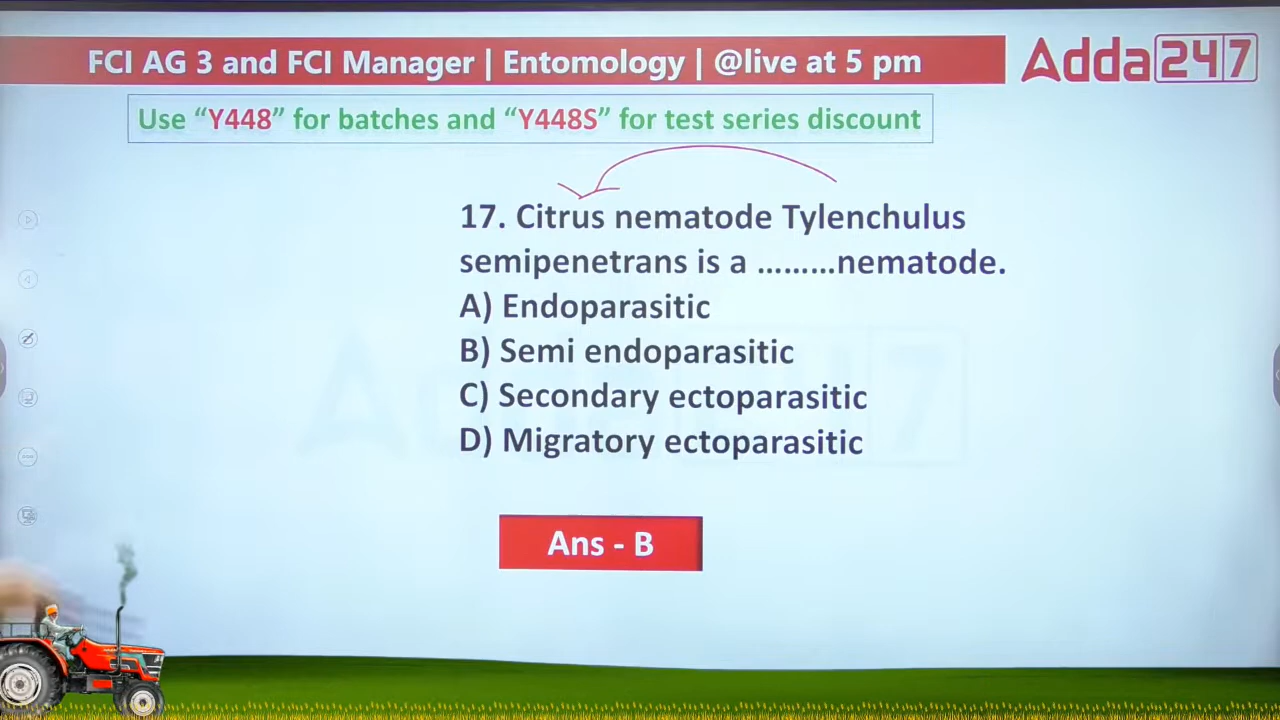 FCI AG 3 and FCI Manager | Entomology | @live at 5 pm
Adda247
Use “Y448” for batches and “Y448S” for test series discount
17. Citrus nematode Tylenchulus
semipenetrans is a ………nematode.
A) Endoparasitic
B) Semi endoparasitic
C) Secondary ectoparasitic
D) Migratory ectoparasitic
Ans - B